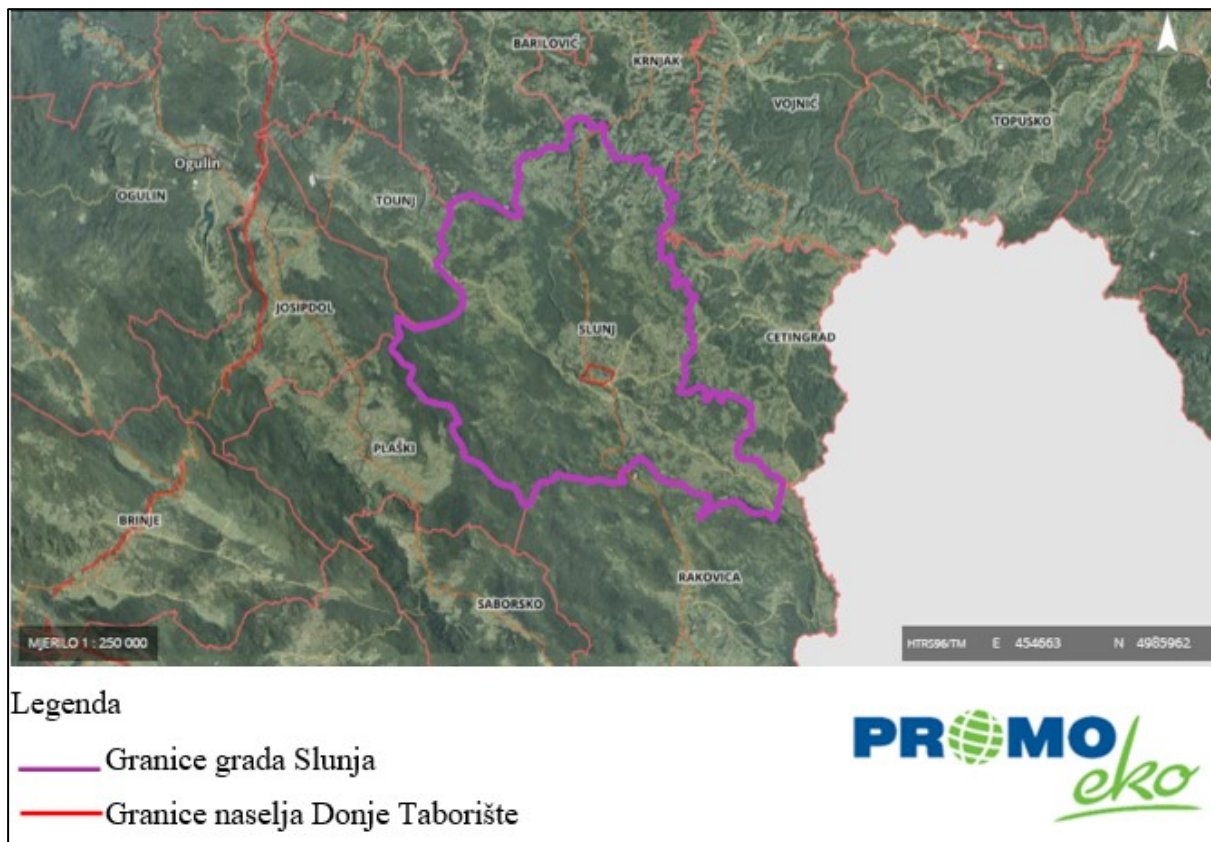 BARILOVIĆ
KRNJAK
VOJNIĆ
TOPUSKO
Ogulin
OGULIN
TOUNJ
JOSIPDOL
SLUNJ
CETINGRAD
PLAŠKI
BRINJE
RAKOVICA
SABORSKO
MJERILO 1 : 250 000
HTRS96/TM E 454663 N 4985962
Legenda
Granice grada Slunja
Granice naselja Donje Taborište
PROMO
eko